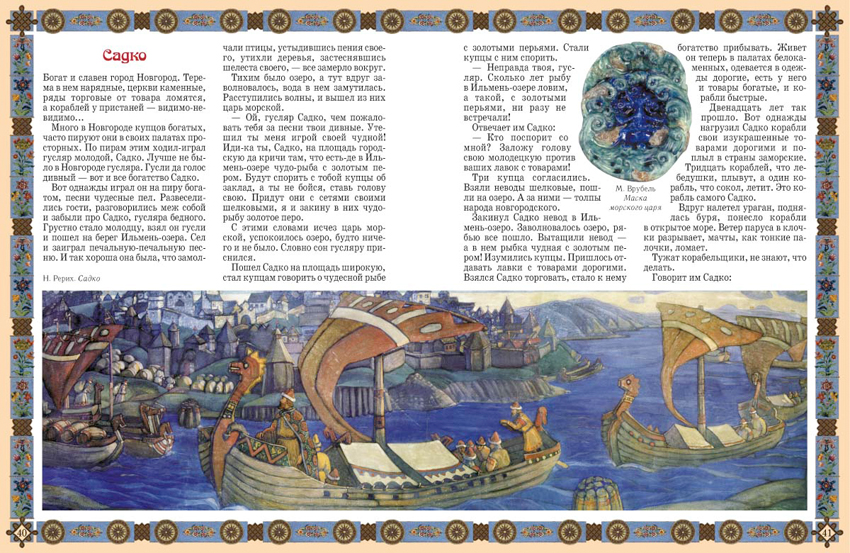 Садко
Богат и славен город Новгород. Тере-
ма в нем нарядные, церкви каменные,
ряды торговые от товара ломятся,
а кораблей у пристаней — видимо-не-
видимо...
Много в Новгороде купцов богатых,
часто пируют они в своих палатах про-
сторных. По пирам этим ходил-играл
гусляр молодой, Садко. Лучше не бы-
ло в Новгороде гусляра. Гусли да голос
дивный — вот и все богатство Садко.
Вот однажды играл он на пиру бога-
том, песни чудесные пел. Развесели-
лись гости, разговорились меж собой
и забыли про Садко, гусляра бедного.
Грустно стало молодцу, взял он гусли
и пошел на берег Ильмень-озера. Сел
и заиграл печальную-печальную пес-
ню. И так хороша она была, что замол-
Н. Рерих. Садко
чали птицы, устыдившись пения свое-
го, утихли деревья, застеснявшись
шелеста своего, — все замерло вокруг.
Тихим было озеро, а тут вдруг за-
волновалось, вода в нем замутилась.
Расступились волны, и вышел из них
царь морской.
— Ой, гусляр Садко, чем пожало-
вать тебя за песни твои дивные. Уте-
шил ты меня игрой своей чудной!
Иди-ка ты, Садко, на площадь город-
скую да кричи там, что есть-де в Иль-
мень-озере чудо-рыба с золотым пе-
ром. Будут спорить с тобой купцы об
заклад, а ты не бойся, ставь голову
свою. Придут они с сетями своими
шелковыми, я и закину в них чудо-
рыбу золотое перо.
С этими словами исчез царь мор-
ской, успокоилось озеро, будто ниче-
го и не было. Словно сон гусляру при-
снился.
Пошел Садко на площадь широкую,
стал купцам говорить о чудесной рыбе
с золотыми перьями. Стали
купцы с ним спорить.
— Неправда твоя, гус-
ляр. Сколько лет рыбу
в Ильмень-озере ловим,
а такой, с золотыми
перьями, ни разу не
встречали!
Отвечает им Садко:
— Кто поспорит со
мной? Заложу голову
свою молодецкую против
ваших лавок с товарами!
Три купца согласились.
Взяли неводы шелковые, пош-
ли на озеро. А за ними — толпы
народа новгородского.
Закинул Садко невод в Иль-
мень-озеро. Заволновалось озеро, ря-
бью все пошло. Вытащили невод —
а в нем рыбка чудная с золотым пе-
ром! Изумились купцы. Пришлось от-
давать лавки с товарами дорогими.
Взялся Садко торговать, стало к нему
М. Врубель
Маска
морского царя
богатство прибывать. Живет
он теперь в палатах белока-
менных, одевается в одеж-
ды дорогие, есть у него
и товары богатые, и ко-
рабли быстрые.
Двенадцать лет так
прошло. Вот однажды
нагрузил Садко корабли
свои изукрашенные то-
варами дорогими и по-
плыл в страны заморские.
Тридцать кораблей, что ле-
бедушки, плывут, а один ко-
рабль, что сокол, летит. Это ко-
рабль самого Садко.
Вдруг налетел ураган, подня-
лась буря, понесло корабли
в открытое море. Ветер паруса в кло-
чки разрывает, мачты, как тонкие па-
лочки, ломает.
Тужат корабельщики, не знают, что
делать.
Говорит им Садко:
40
41